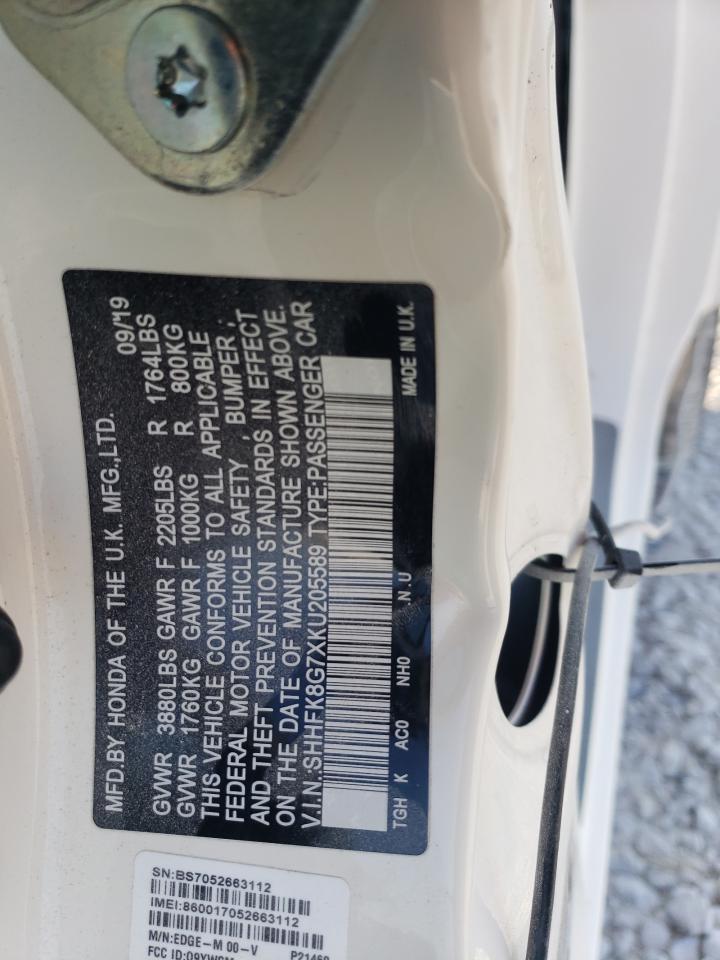 MFD.BY HONDA OF THE U.K. MFG.,LTD. 09/'19
GVWR 3880LBS GAWR F 2205LBS R 1764LBS
GVWR 1760KG GAWR F 1000KG R 800KG
THIS VEHICLE CONFORMS TO ALL APPLICABLE
FEDERAL MOTOR VEHICLE SAFETY , BUMPER ,
AND THEFT PREVENTION STANDARDS IN EFFECT
ON THE DATE OF MANUFACTURE SHOWN ABOVE.
V.I.N:SHHFK8G7XKU205589 TYPE:PASSENGER CAR
TGH K AC0 NH0 N.U MADE IN U.K.
SN:BS7052663112
IMEI:860017052663112
M/N:EDGE-M 00-V
FCC ID: